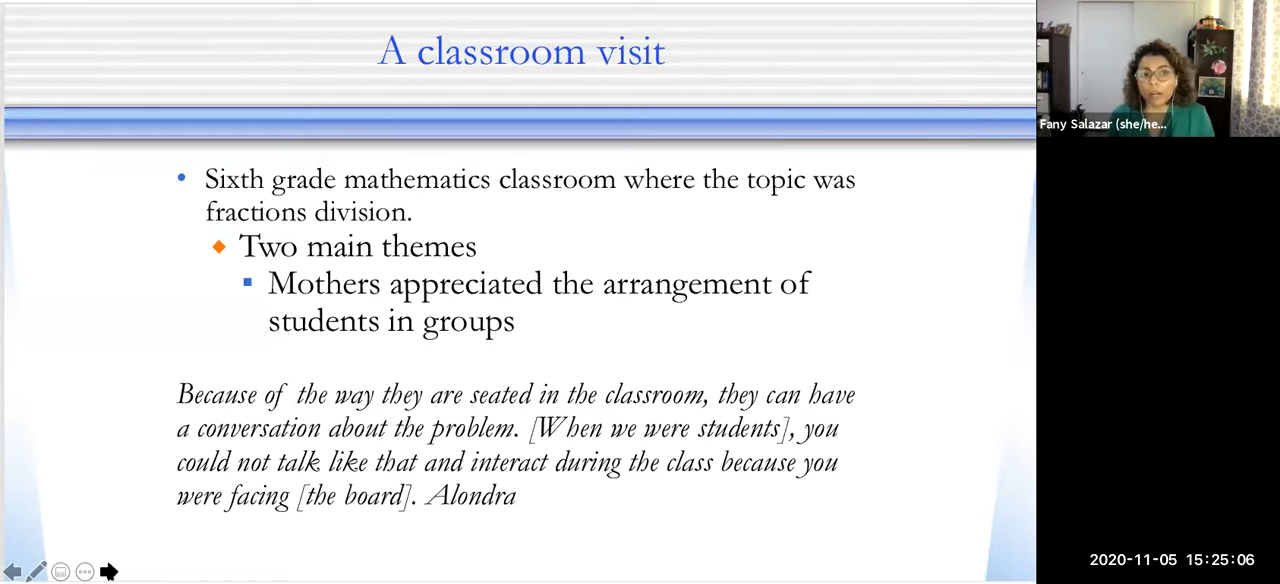 A classroom visit
Fany Salazar (she/he...
Sixth grade mathematics classroom where the topic was
fractions division.
Two main themes
Mothers appreciated the arrangement of
students in groups
Because of the way they are seated in the classroom, they can have
a conversation about the problem. [When we were students], you
could not talk like that and interact during the class because you
were facing [the board]. Alondra
2020-11-05 15:25:06